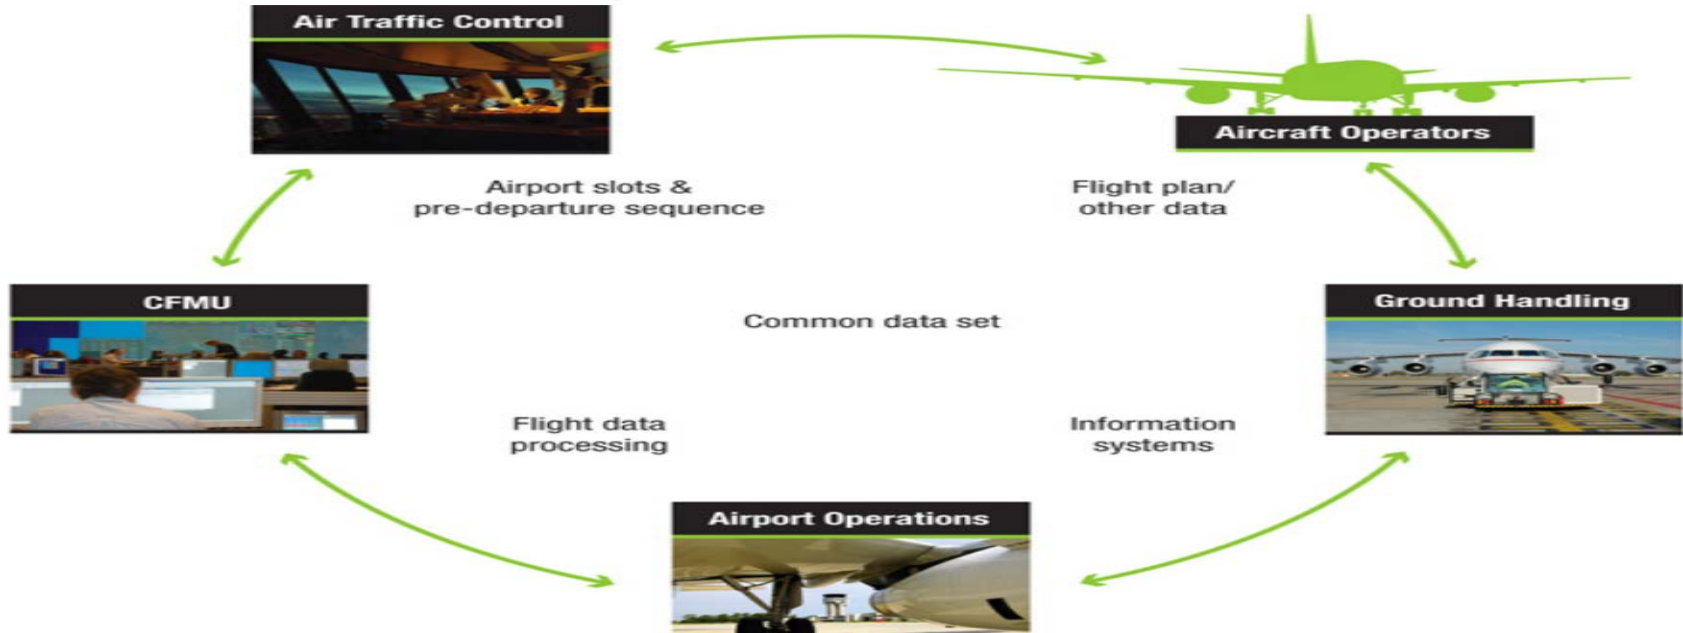 Air Traffic Control
Aircraft Operators
Airport slots &
pre-departure sequence
Flight plan/
other data
CFMU
Common data set
Ground Handling
Flight data
processing
Information
systems
Airport Operations